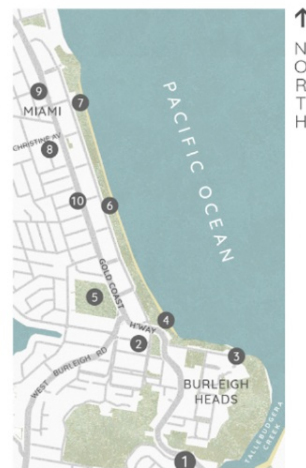 ↑
N
O
R
T
H
PACIFIC OCEAN
9
MIAMI
7
CHRISTINE AV
8
10
6
GOLD COAST
H'WAY
5
4
2
3
WEST BURLEIGH RD
BURLEIGH
HEADS
1
TALLEBUDGERA
CREEK